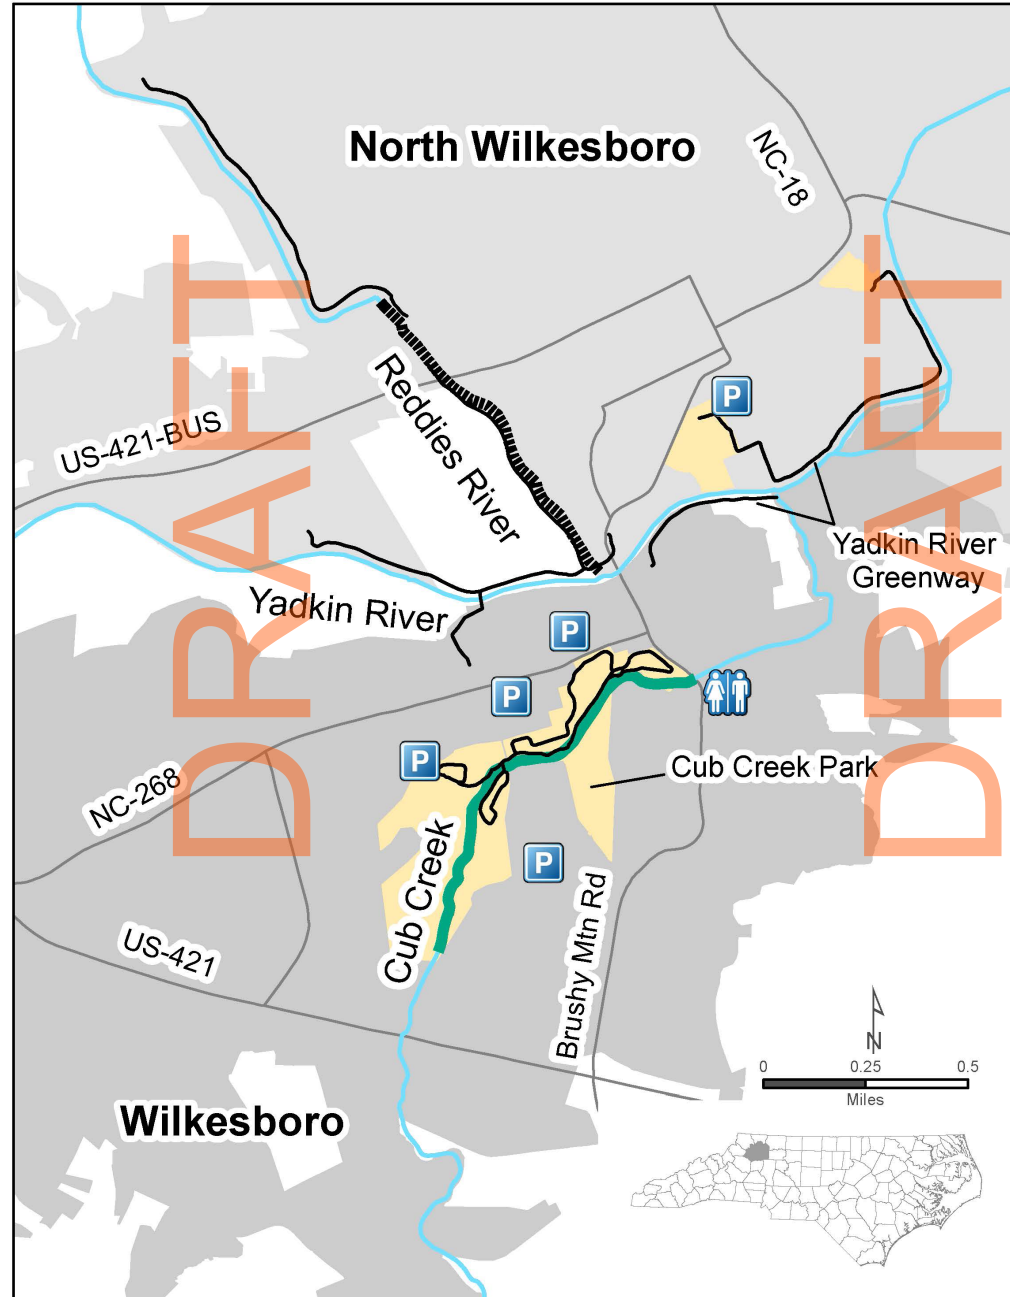 North Wilkesboro
NC-18
DRAFT
DRAFT
Reddies River
US-421-BUS
P
Yadkin River
Greenway
Yadkin River
P
P
P
Cub Creek Park
NC-268
Cub Creek
P
Brushy Mtn Rd
US-421
N
0 0.25 0.5
Miles
Wilkesboro